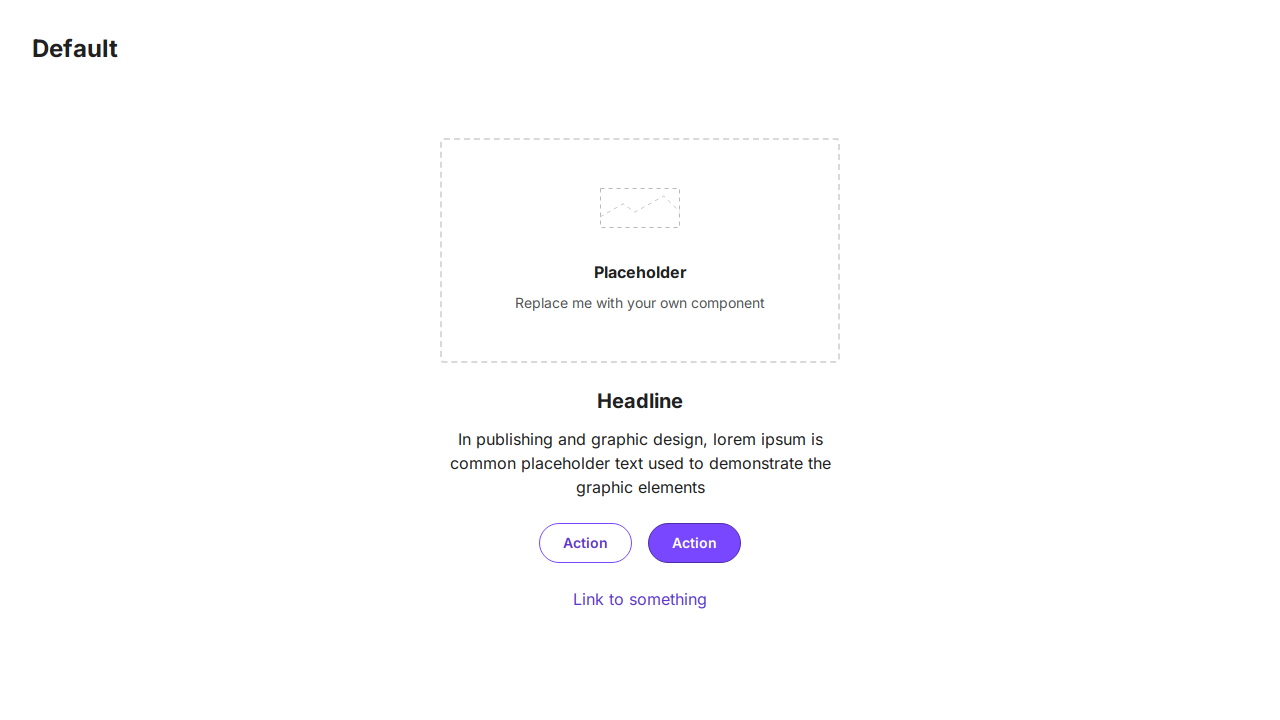 Default
Placeholder
Replace me with your own component
Headline
In publishing and graphic design, lorem ipsum is
common placeholder text used to demonstrate the
graphic elements
Action
Action
Link to something